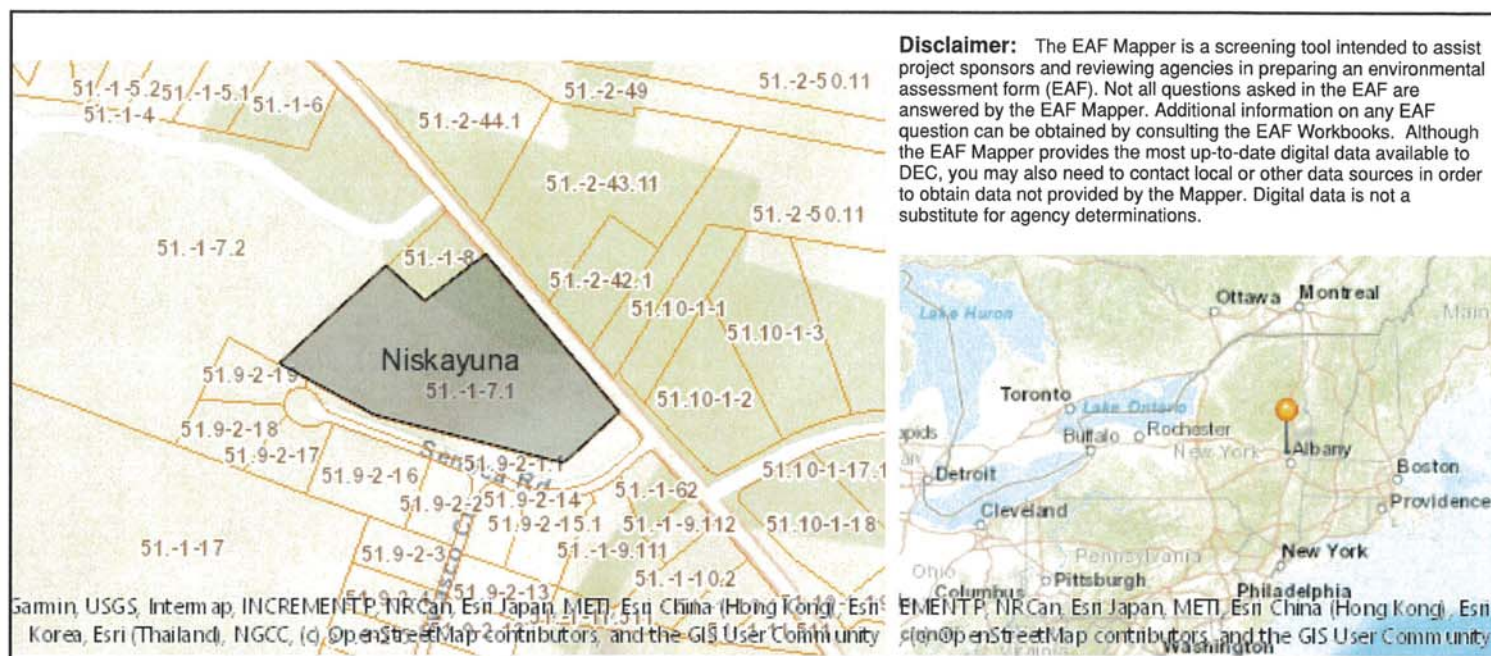 Disclaimer: The EAF Mapper is a screening tool intended to assist
project sponsors and reviewing agencies in preparing an environmental
assessment form (EAF). Not all questions asked in the EAF are
answered by the EAF Mapper. Additional information on any EAF
question can be obtained by consulting the EAF Workbooks. Although
the EAF Mapper provides the most up-to-date digital data available to
DEC, you may also need to contact local or other data sources in order
to obtain data not provided by the Mapper. Digital data is not a
substitute for agency determinations.
51.-1-5.2
51.-1-5.1
51.-1-4
51.-1-6
51.-2-49
51.-2-50.11
51.-2-44.1
51.-2-43.11
51.-2-50.11
51.-1-7.2
51.-1-8
51.-2-42.1
51.10-1-1
51.10-1-3
Niskayuna
51.-1-7.1
51.9-2-19
51.10-1-2
51.9-2-18
51.9-2-17
51.9-2-1.1
51.9-2-16
51.9-2-2
51.9-2-14
51.-1-62
51.10-1-17.1
51.9-2-15.1
51.-1-9.112
51.10-1-18
51.-1-17
51.9-2-3
51.-1-9.111
51.9-2-13
51.-1-10.2
Garmin, USGS, Intermap, INCREMENT P, NRCan, Esri Japan, METI, Esri China (Hong Kong), Esri
Korea, Esri (Thailand), NGCC, (c) OpenStreetMap contributors, and the GIS User Community
Ottawa
Montreal
Lake Huron
Toronto
Lake Ontario
Rochester
Buffalo
New York
Albany
Detroit
Boston
Providence
Cleveland
Pennsylvania
New York
Ohio
Pittsburgh
Philadelphia
Columbus
EMENT P, NRCan, Esri Japan, METI, Esri China (Hong Kong), Esri
(c) OpenStreetMap contributors, and the GIS User Community
Washington